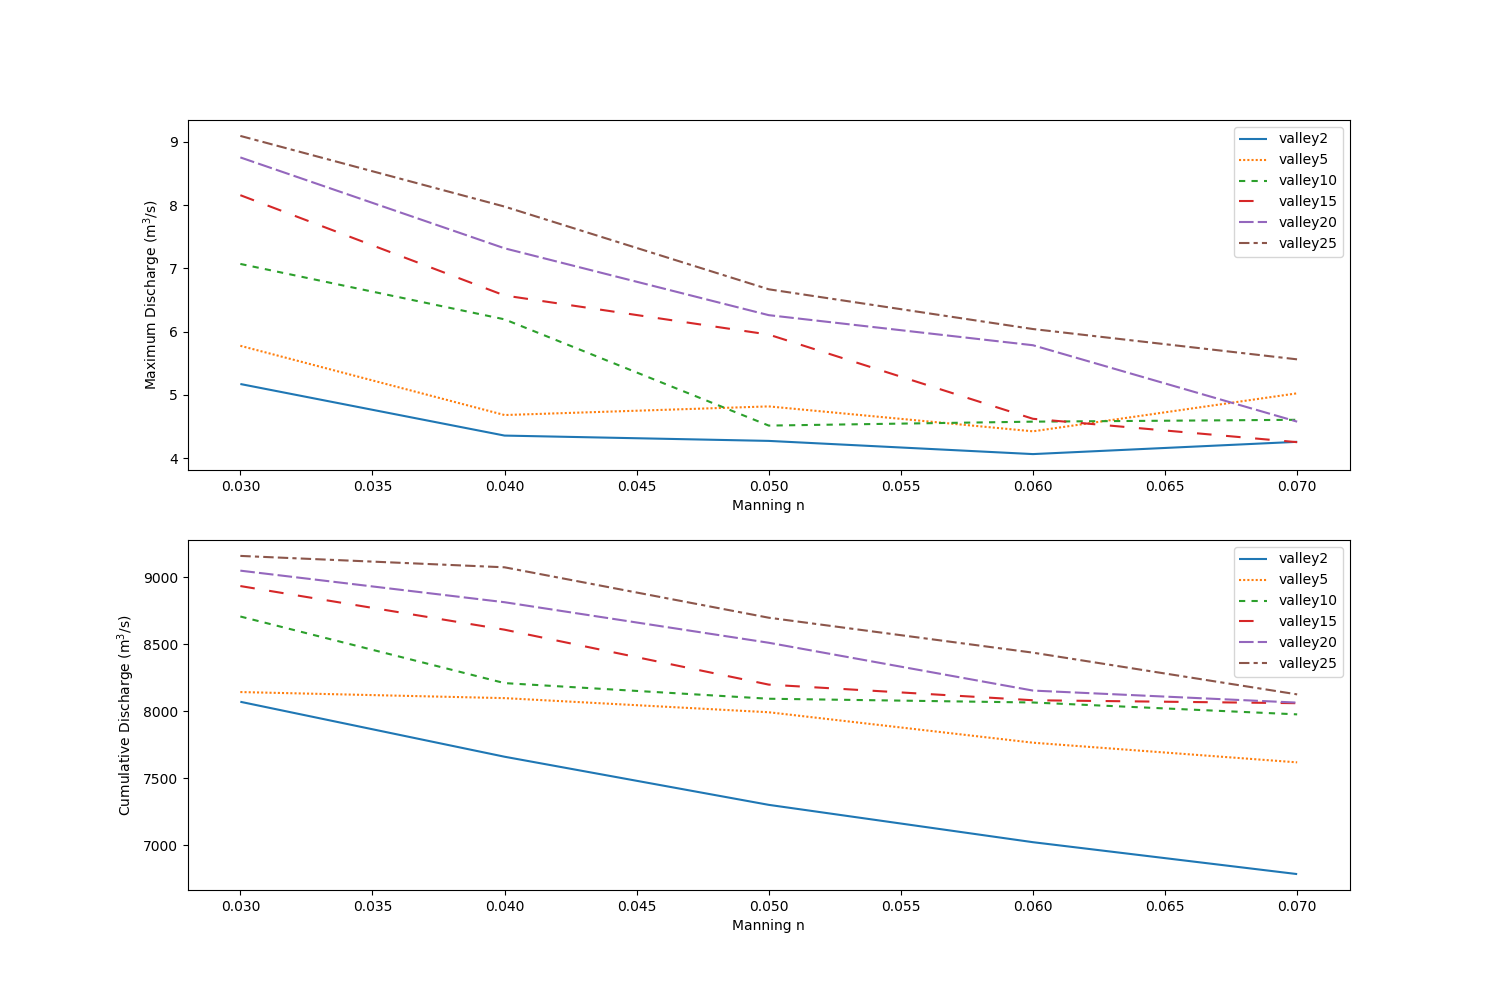 9
8
7
6
5
4
Maximum Discharge (m³/s)
valley2
valley5
valley10
valley15
valley20
valley25
0.030 0.035 0.040 0.045 0.050 0.055 0.060 0.065 0.070
Manning n
9000
8500
8000
7500
7000
Cumulative Discharge (m³/s)
valley2
valley5
valley10
valley15
valley20
valley25
0.030 0.035 0.040 0.045 0.050 0.055 0.060 0.065 0.070
Manning n